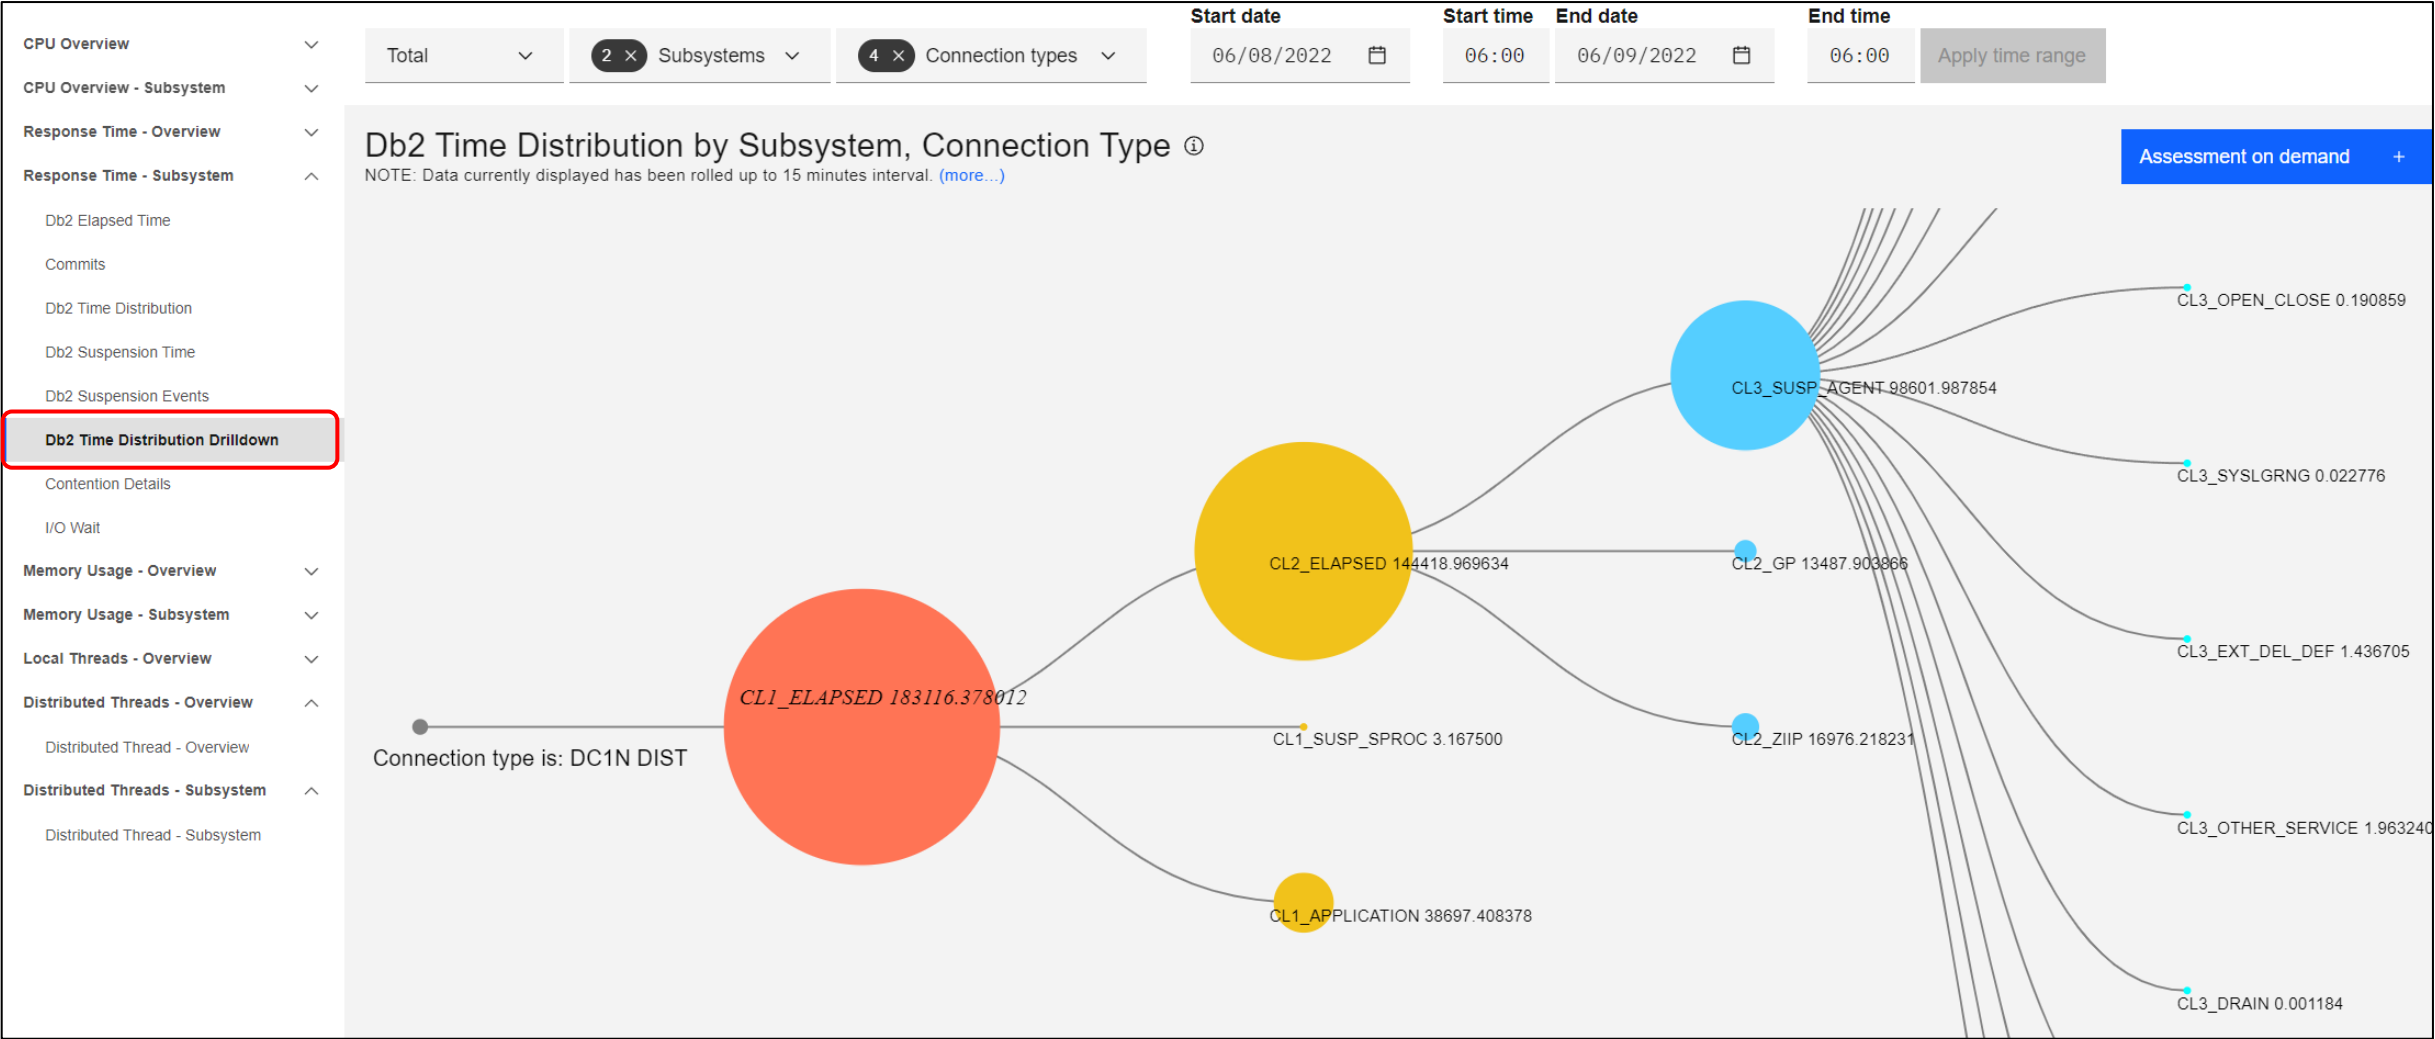 CPU Overview
CPU Overview - Subsystem
Response Time - Overview
Response Time - Subsystem
Db2 Elapsed Time
Commits
Db2 Time Distribution
Db2 Suspension Time
Db2 Suspension Events
Db2 Time Distribution Drilldown
Contention Details
I/O Wait
Memory Usage - Overview
Memory Usage - Subsystem
Local Threads - Overview
Distributed Threads - Overview
Distributed Thread - Overview
Distributed Threads - Subsystem
Distributed Thread - Subsystem
Start date Start time End date End time
Total 2 × Subsystems 4 × Connection types 06/08/2022 06:00 06/09/2022 06:00 Apply time range
Db2 Time Distribution by Subsystem, Connection Type
NOTE: Data currently displayed has been rolled up to 15 minutes interval. (more...)
Assessment on demand +
CL3_OPEN_CLOSE 0.190859
CL3_SUSP_AGENT 98601.987854
CL3_SYSLGRNG 0.022776
CL2_ELAPSED 144418.969634
CL2_GP 13487.903866
CL3_EXT_DEL_DEF 1.436705
CL1_ELAPSED 183116.378012
CL1_SUSP_SPROC 3.167500
CL2_ZIIP 16976.218231
Connection type is: DC1N DIST
CL3_OTHER_SERVICE 1.963240
CL1_APPLICATION 38697.408378
CL3_DRAIN 0.001184